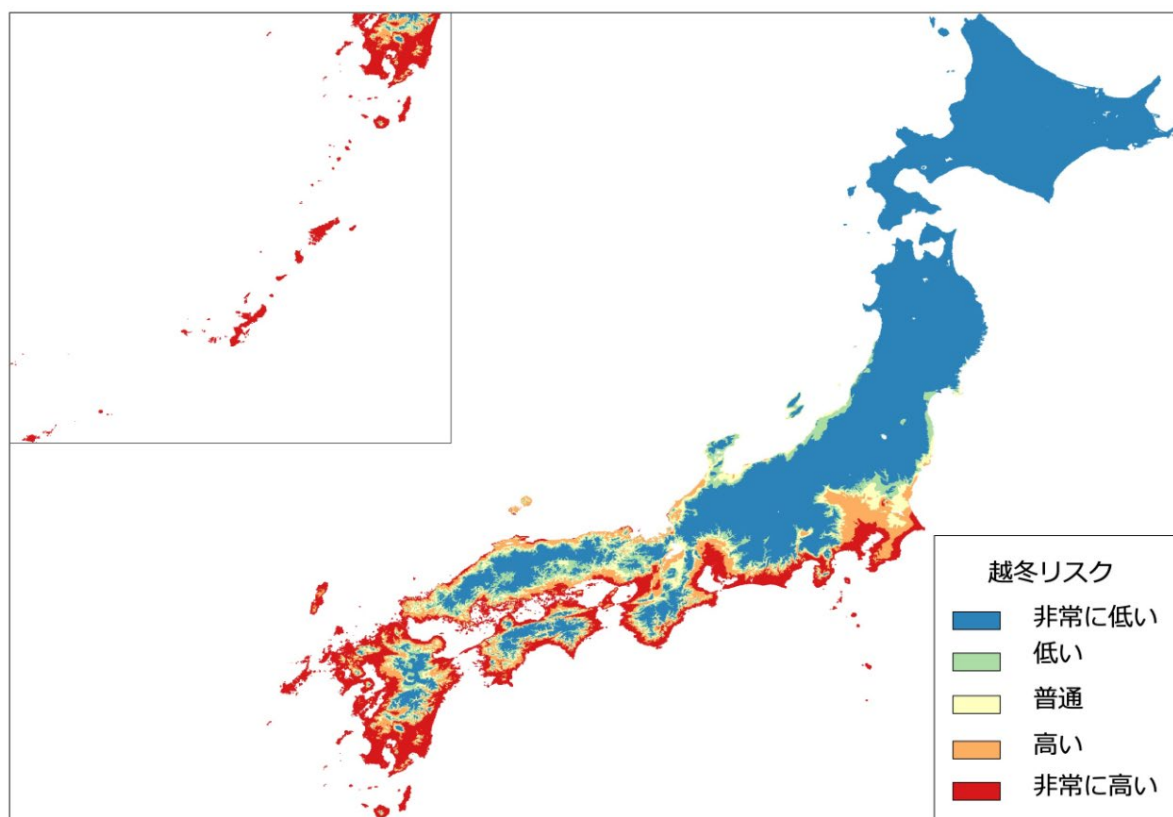 越冬リスク
非常に低い
低い
普通
高い
非常に高い